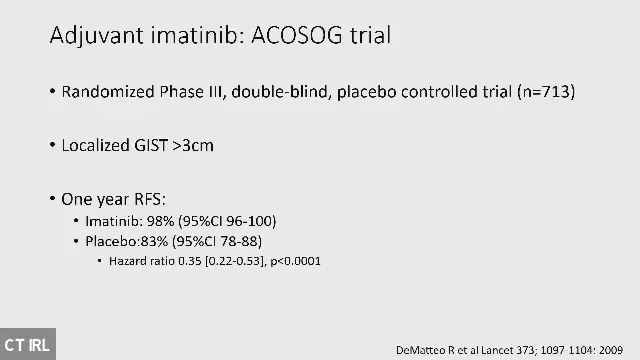 Adjuvant imatinib: ACOSOG trial
• Randomized Phase III, double-blind, placebo controlled trial (n=713)
• Localized GIST >3cm
• One year RFS:
• Imatinib: 98% (95%CI 96-100)
• Placebo:83% (95%CI 78-88)
• Hazard ratio 0.35 [0.22-0.53], p<0.0001
CT IRL
DeMatteo R et al Lancet 373; 1097-1104: 2009